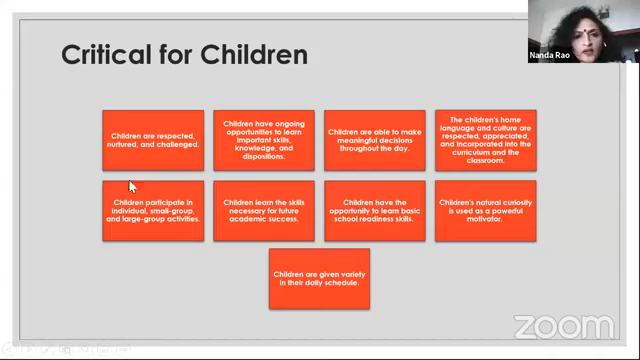 Nanda Rao
Critical for Children
Children are respected,
nurtured, and challenged.
Children have ongoing
opportunities to learn
important skills,
knowledge, and
dispositions.
Children are able to make
meaningful decisions
throughout the day.
The children's home
language and culture are
respected, appreciated,
and incorporated into the
curriculum and the
classroom.
Children participate in
individual, small-group,
and large-group activities.
Children learn the skills
necessary for future
academic success.
Children have the
opportunity to learn basic
school readiness skills.
Children's natural curiosity
is used as a powerful
motivator.
Children are given variety
in their daily schedule.
zoom